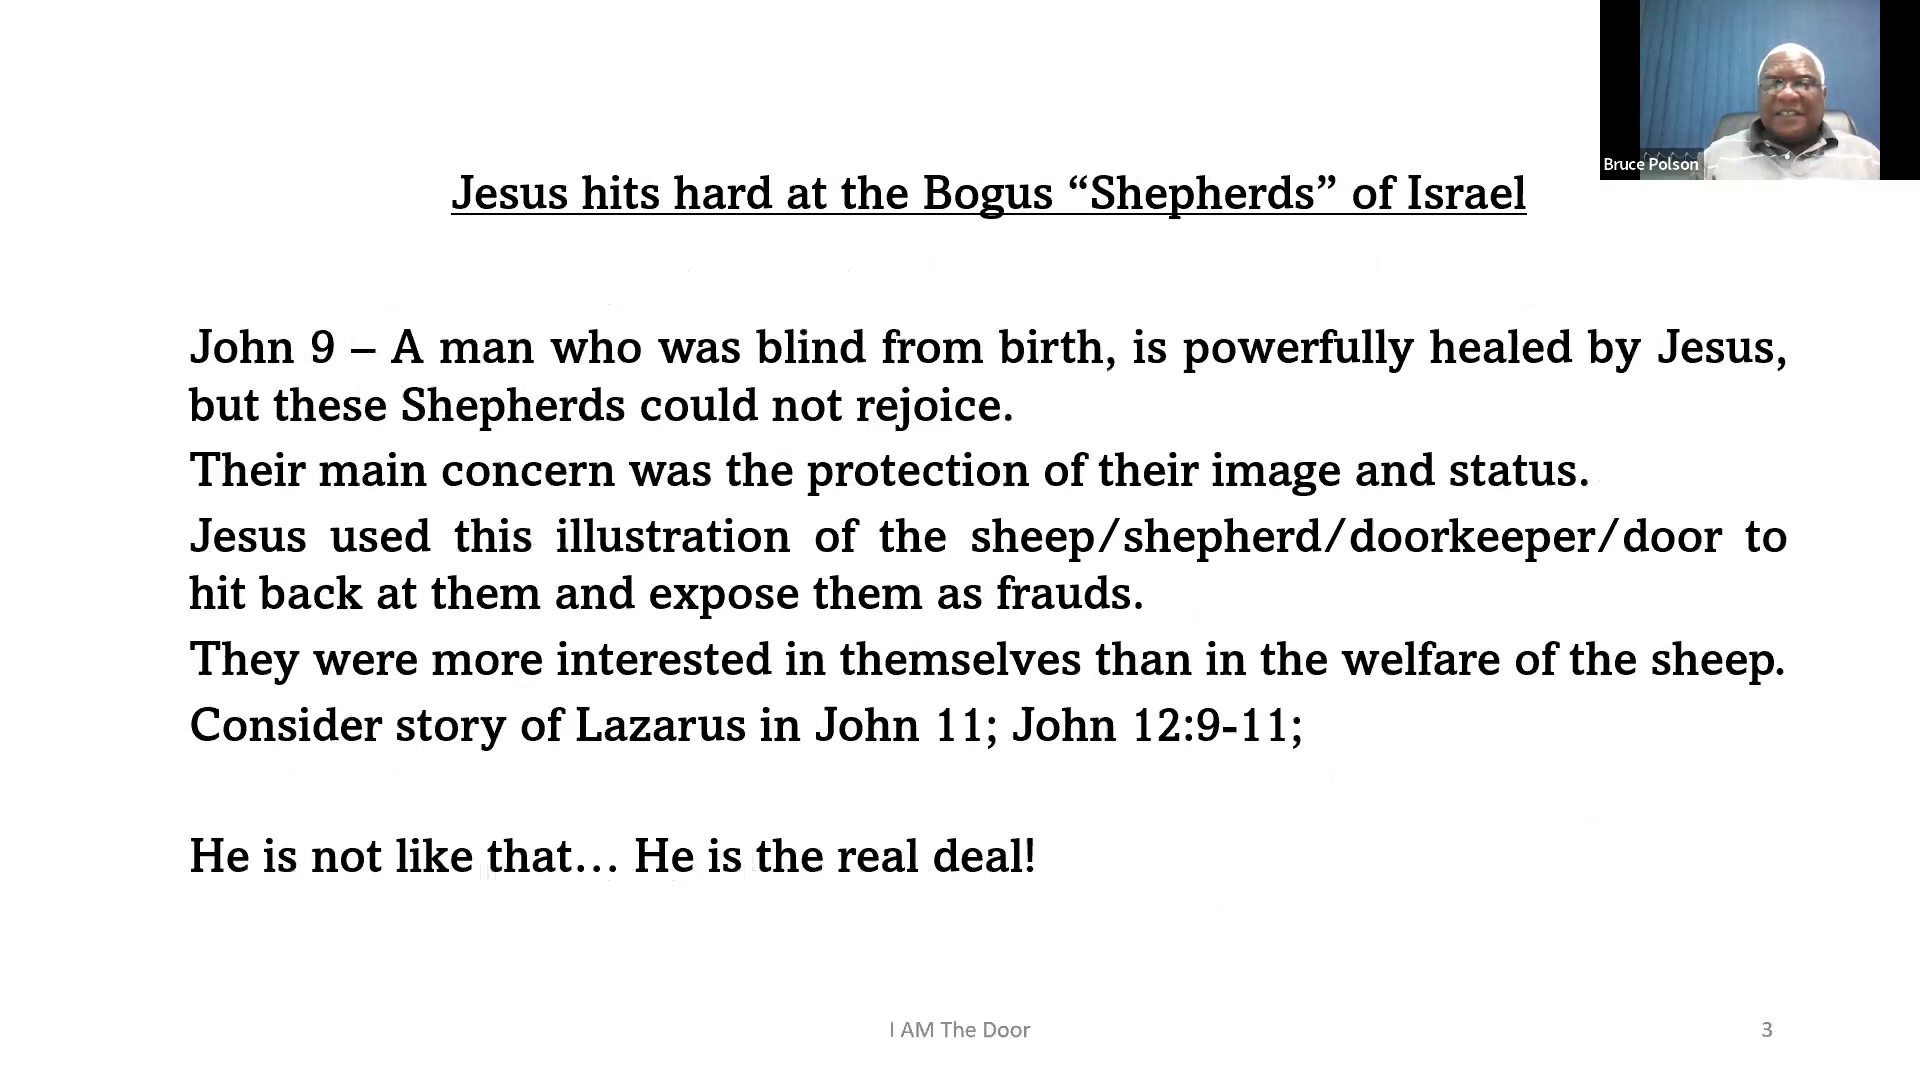 Bruce Polson
Jesus hits hard at the Bogus “Shepherds” of Israel
John 9 – A man who was blind from birth, is powerfully healed by Jesus,
but these Shepherds could not rejoice.
Their main concern was the protection of their image and status.
Jesus used this illustration of the sheep/shepherd/doorkeeper/door to
hit back at them and expose them as frauds.
They were more interested in themselves than in the welfare of the sheep.
Consider story of Lazarus in John 11; John 12:9-11;
He is not like that… He is the real deal!
I AM The Door
3